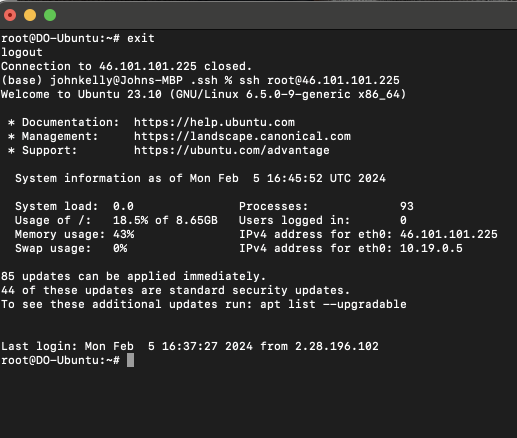 root@DO-Ubuntu:~# exit
logout
Connection to 46.101.101.225 closed.
(base) johnkelly@Johns-MBP .ssh % ssh root@46.101.101.225
Welcome to Ubuntu 23.10 (GNU/Linux 6.5.0-9-generic x86_64)
* Documentation:  https://help.ubuntu.com
* Management:     https://landscape.canonical.com
* Support:        https://ubuntu.com/advantage
System information as of Mon Feb  5 16:45:52 UTC 2024
System load:  0.0                Processes:             93
Usage of /:   18.5% of 8.65GB   Users logged in:       0
Memory usage: 43%                IPv4 address for eth0: 46.101.101.225
Swap usage:   0%                 IPv4 address for eth0: 10.19.0.5
85 updates can be applied immediately.
44 of these updates are standard security updates.
To see these additional updates run: apt list --upgradable
Last login: Mon Feb  5 16:37:27 2024 from 2.28.196.102
root@DO-Ubuntu:~#